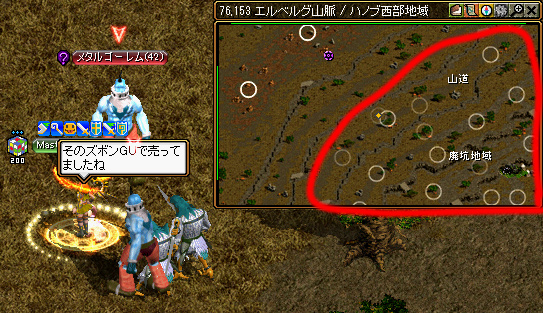 76,153 エルベルグ山脈 / ハノブ西部地域
メタルゴーレム(42)
山道
廃坑地域
200
Mas
そのズボンGUで売って
ましたね